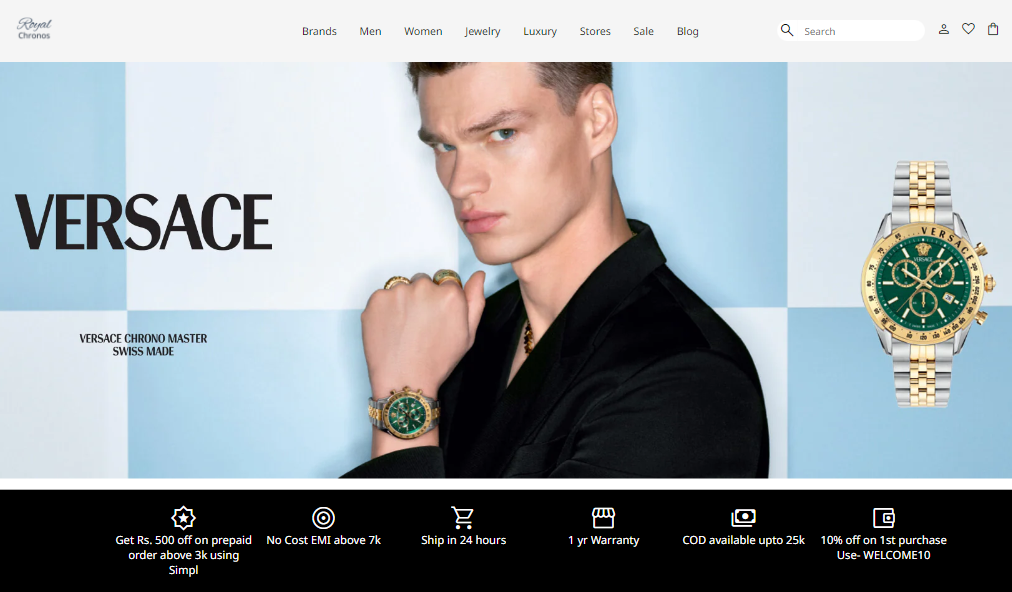 Royal
Chronos
Brands Men Women Jewelry Luxury Stores Sale Blog
Search
VERSACE
VERSACE CHRONO MASTER
SWISS MADE
VERSACE
VERSACE
Get Rs. 500 off on prepaid
order above 3k using
Simpl
No Cost EMI above 7k
Ship in 24 hours
1 yr Warranty
COD available upto 25k
10% off on 1st purchase
Use- WELCOME10